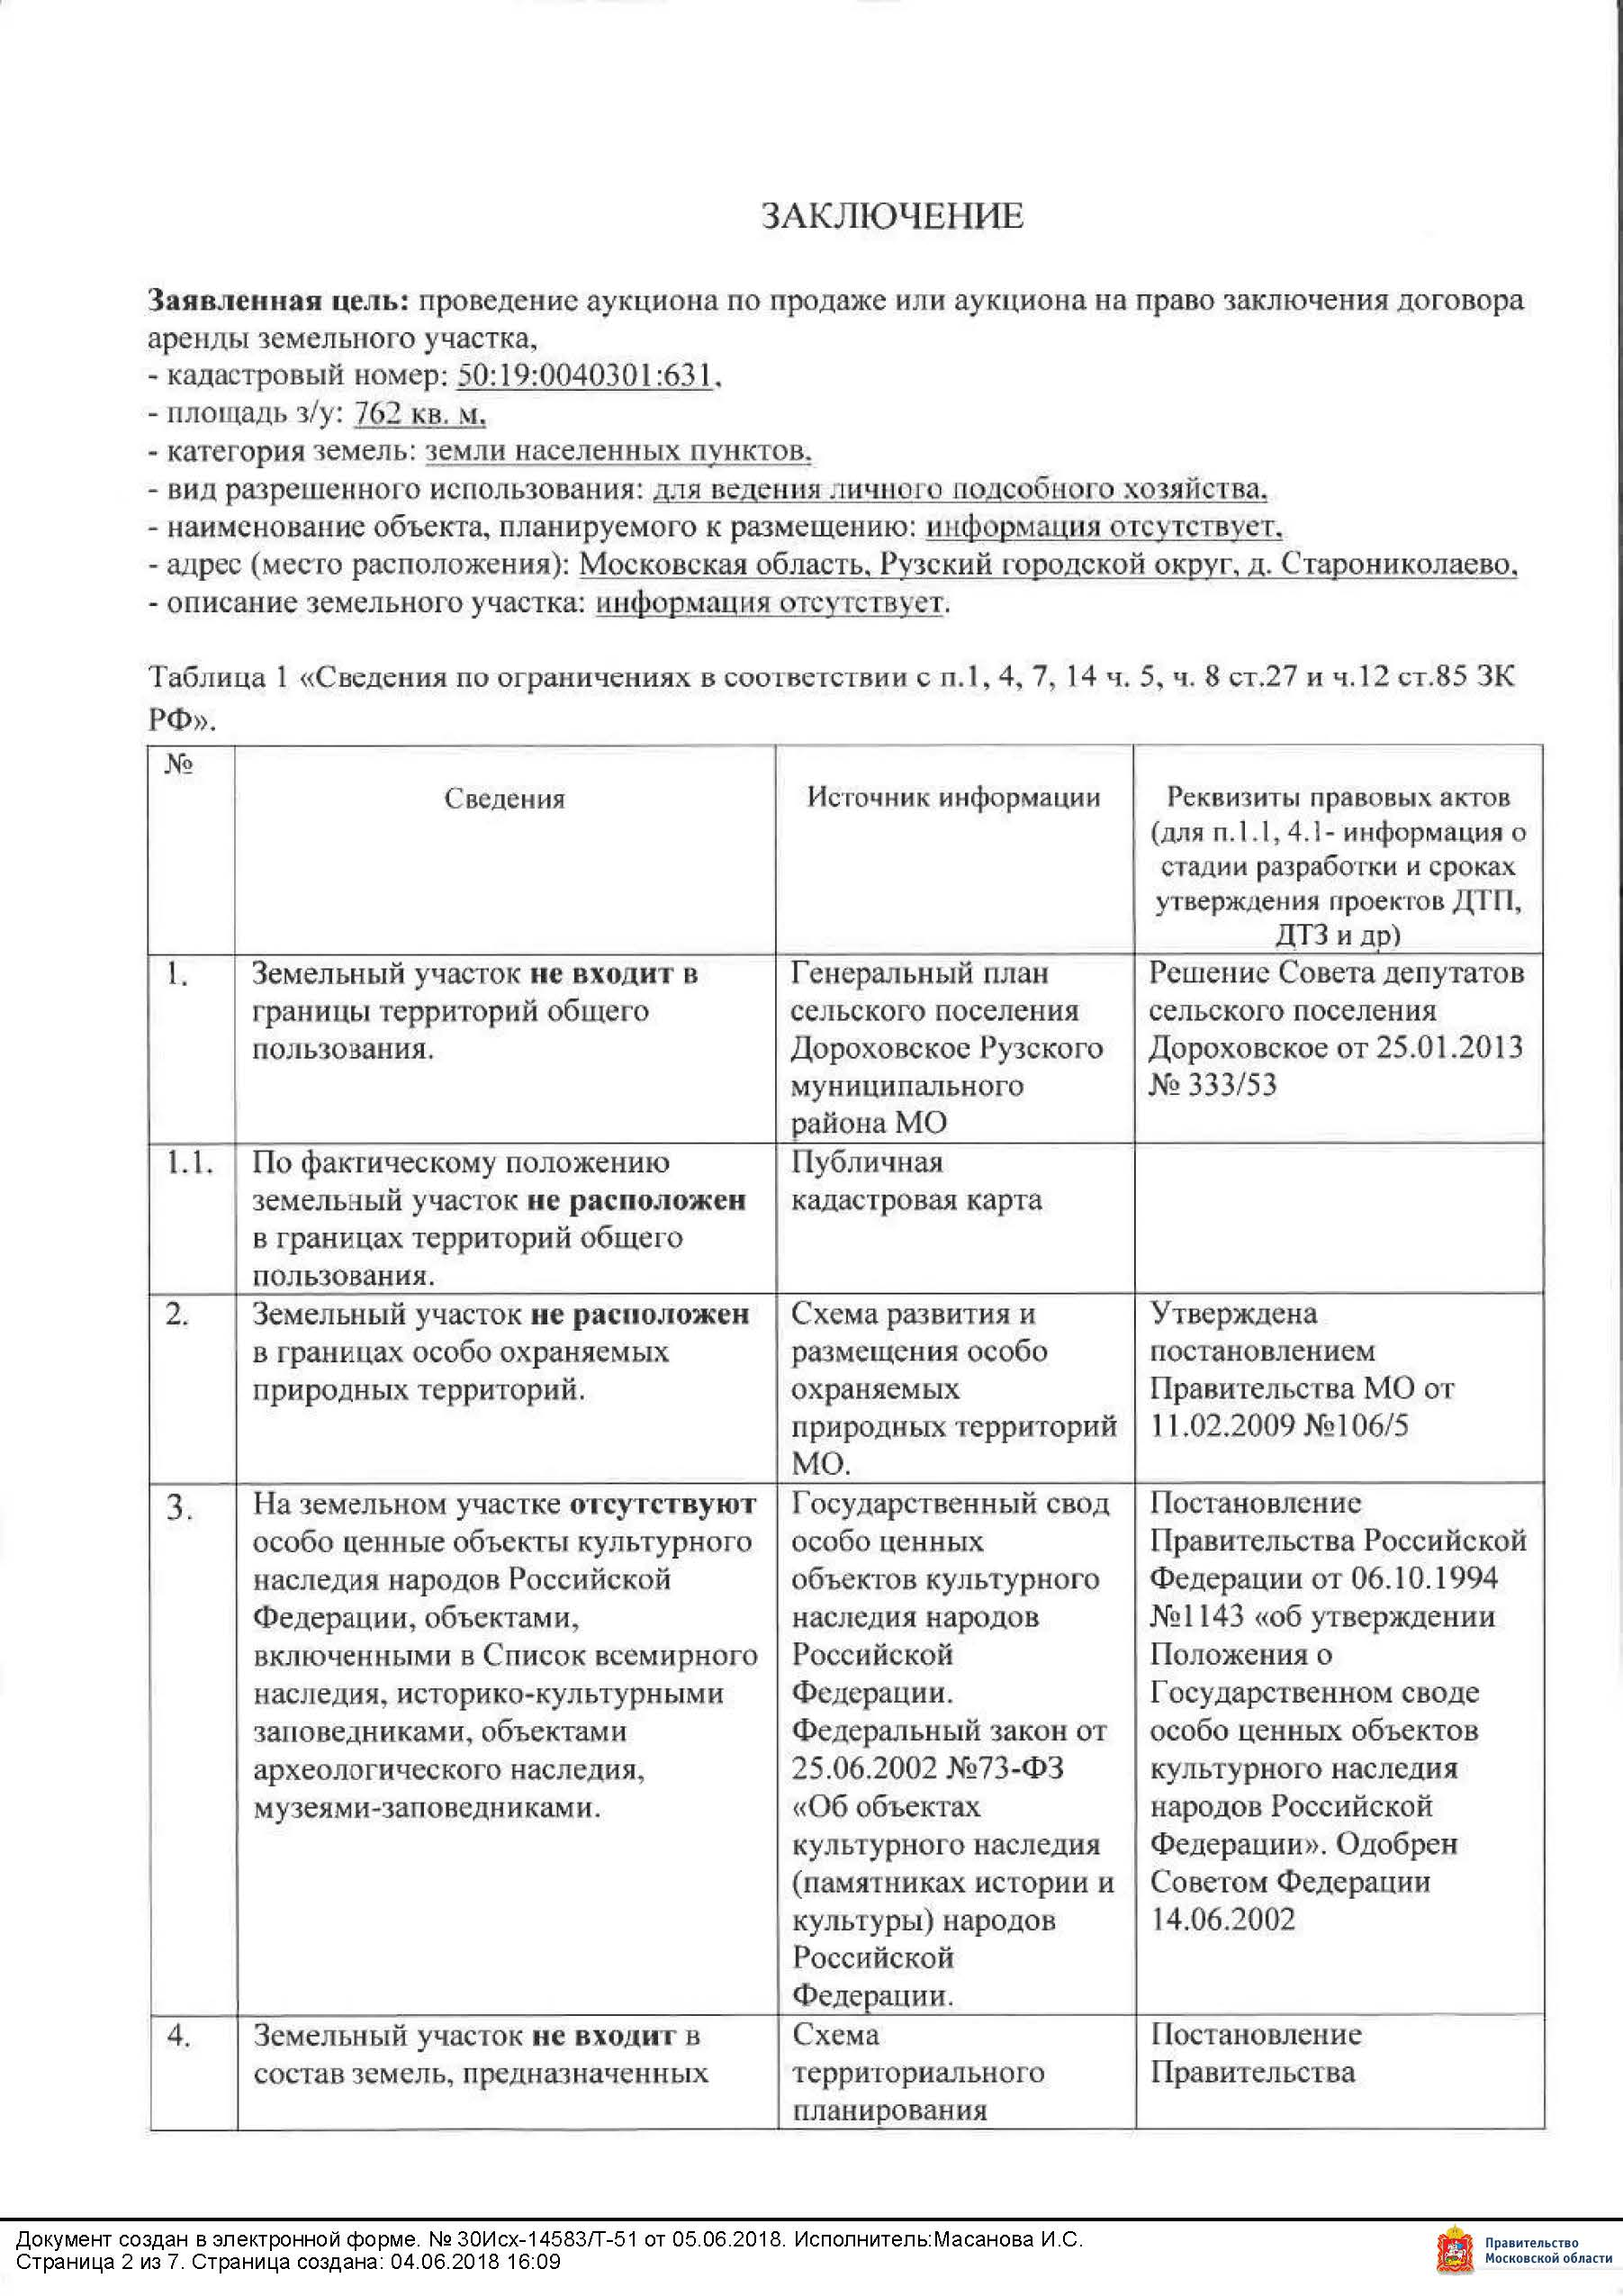 ЗАКЛЮЧЕНИЕ
Заявленная цель: проведение аукциона по продаже или аукциона на право заключения договора
аренды земельного участка,
- кадастровый номер: 50:19:0040301:631,
- площадь з/у: 762 кв. м,
- категория земель: земли населенных пунктов,
- вид разрешенного использования: для ведения личного подсобного хозяйства,
- наименование объекта, планируемого к размещению: информация отсутствует,
- адрес (место расположения): Московская область, Рузский городской округ, д. Старониколаево,
- описание земельного участка: информация отсутствует.
Таблица 1 «Сведения по ограничениях в соответствии с п.1, 4, 7, 14 ч. 5, ч. 8 ст.27 и ч.12 ст.85 ЗК
РФ».
№
Сведения
Источник информации
Реквизиты правовых актов
(для п.1.1, 4.1- информация о
стадии разработки и сроках
утверждения проектов ДТП,
ДТЗ и др)
1.
Земельный участок не входит в
границы территорий общего
пользования.
Генеральный план
сельского поселения
Дороховское Рузского
муниципального
района МО
Решение Совета депутатов
сельского поселения
Дороховское от 25.01.2013
№ 333/53
1.1.
По фактическому положению
земельный участок не расположен
в границах территорий общего
пользования.
Публичная
кадастровая карта
2.
Земельный участок не расположен
в границах особо охраняемых
природных территорий.
Схема развития и
размещения особо
охраняемых
природных территорий
МО.
Утверждена
постановлением
Правительства МО от
11.02.2009 №106/5
3.
На земельном участке отсутствуют
особо ценные объекты культурного
наследия народов Российской
Федерации, объектами,
включенными в Список всемирного
наследия, историко-культурными
заповедниками, объектами
археологического наследия,
музеями-заповедниками.
Государственный свод
особо ценных
объектов культурного
наследия народов
Российской
Федерации.
Федеральный закон от
25.06.2002 №73-ФЗ
«Об объектах
культурного наследия
(памятниках истории и
культуры) народов
Российской
Федерации.
Постановление
Правительства Российской
Федерации от 06.10.1994
№1143 «об утверждении
Положения о
Государственном своде
особо ценных объектов
культурного наследия
народов Российской
Федерации». Одобрен
Советом Федерации
14.06.2002
4.
Земельный участок не входит в
состав земель, предназначенных
Схема
территориального
планирования
Постановление
Правительства
Документ создан в электронной форме. № 30Исх-14583/Т-51 от 05.06.2018. Исполнитель:Масанова И.С.
Страница 2 из 7. Страница создана: 04.06.2018 16:09
Правительство
Московской области